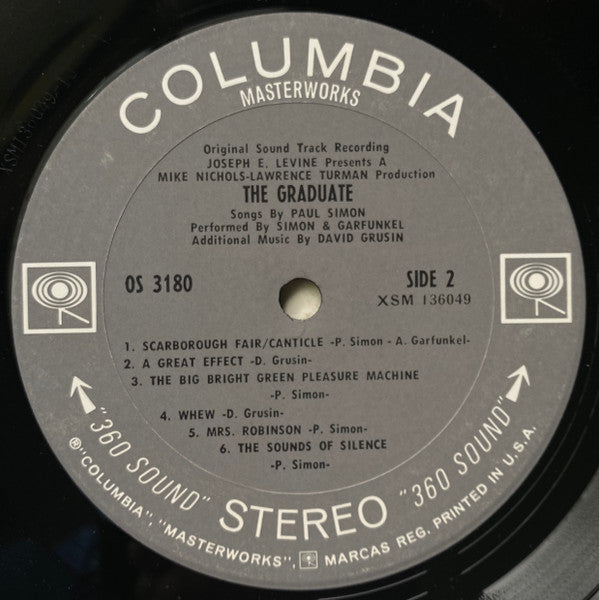 COLUMBIA
MASTERWORKS
Original Sound Track Recording
JOSEPH E. LEVINE Presents A
MIKE NICHOLS-LAWRENCE TURMAN Production
THE GRADUATE
Songs By PAUL SIMON
Performed By SIMON & GARFUNKEL
Additional Music By DAVID GRUSIN
OS 3180
SIDE 2
XSM 136049
1. SCARBOROUGH FAIR/CANTICLE -P. Simon - A. Garfunkel-
2. A GREAT EFFECT -D. Grusin-
3. THE BIG BRIGHT GREEN PLEASURE MACHINE
-P. Simon-
4. WHEW -D. Grusin-
5. MRS. ROBINSON -P. Simon-
6. THE SOUNDS OF SILENCE
-P. Simon-
"360 SOUND" STEREO "360 SOUND"
®"COLUMBIA", "MASTERWORKS", MARCAS REG. PRINTED IN U.S.A.